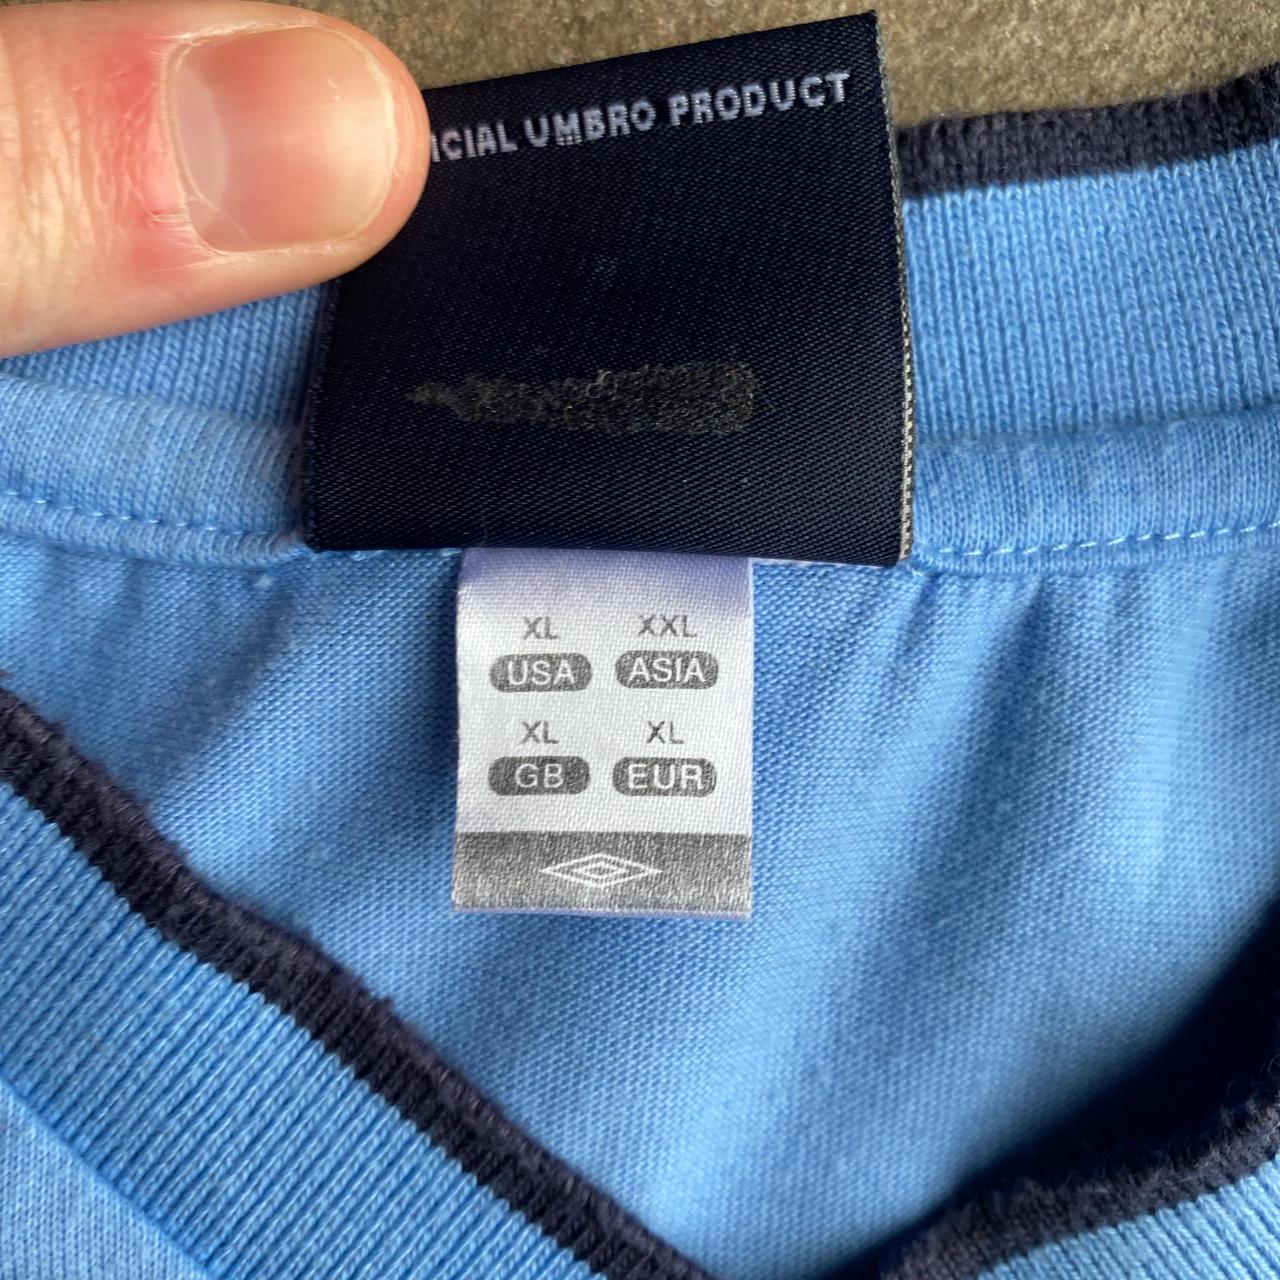 ICIAL UMBRO PRODUCT
XL XXL
USA ASIA
XL XL
GB EUR